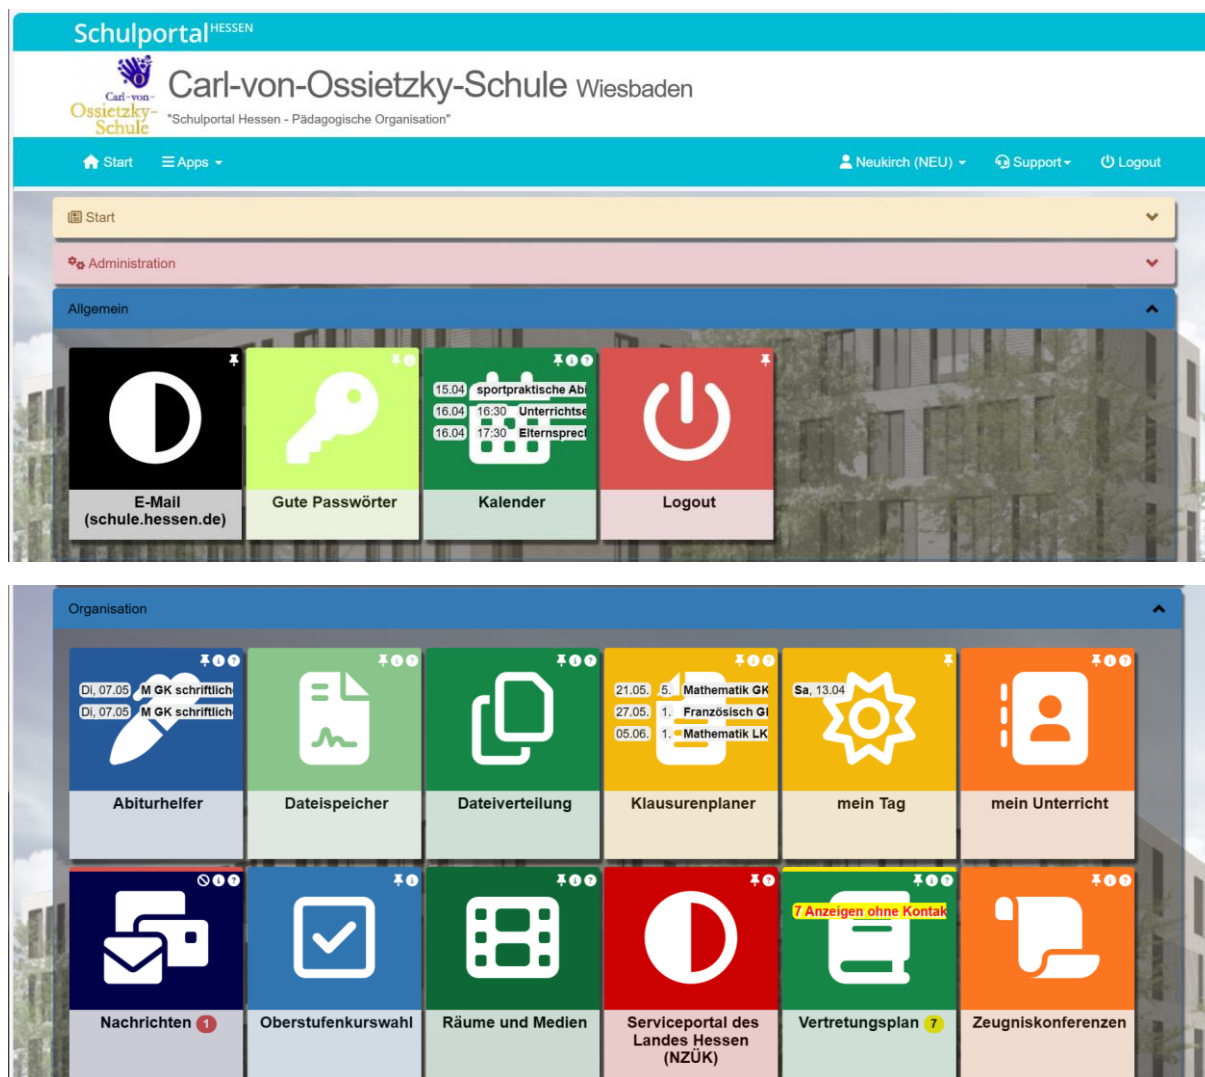 Schulportal HESSEN
Carl-von-
Ossietzky-
Schule
Carl-von-Ossietzky-Schule Wiesbaden
"Schulportal Hessen - Pädagogische Organisation"
Start Apps Neukirch (NEU) Support Logout
Start
Administration
Allgemein
15.04 sportpraktische Abi
16.04 16:30 Unterrichtse
16.04 17:30 Elternsprecl
E-Mail
(schule.hessen.de)
Gute Passwörter
Kalender
Logout
Organisation
Di, 07.05 M GK schriftlich
Di, 07.05 M GK schriftlich
21.05. 5. Mathematik GK
27.05. 1. Französisch G
05.06. 1. Mathematik LK
Sa, 13.04
Abiturhelfer
Dateispeicher
Dateiverteilung
Klausurenplaner
mein Tag
mein Unterricht
7 Anzeigen ohne Kontak
Nachrichten 1
Oberstufenkurswahl
Räume und Medien
Serviceportal des
Landes Hessen
(NZÜK)
Vertretungsplan 7
Zeugniskonferenzen